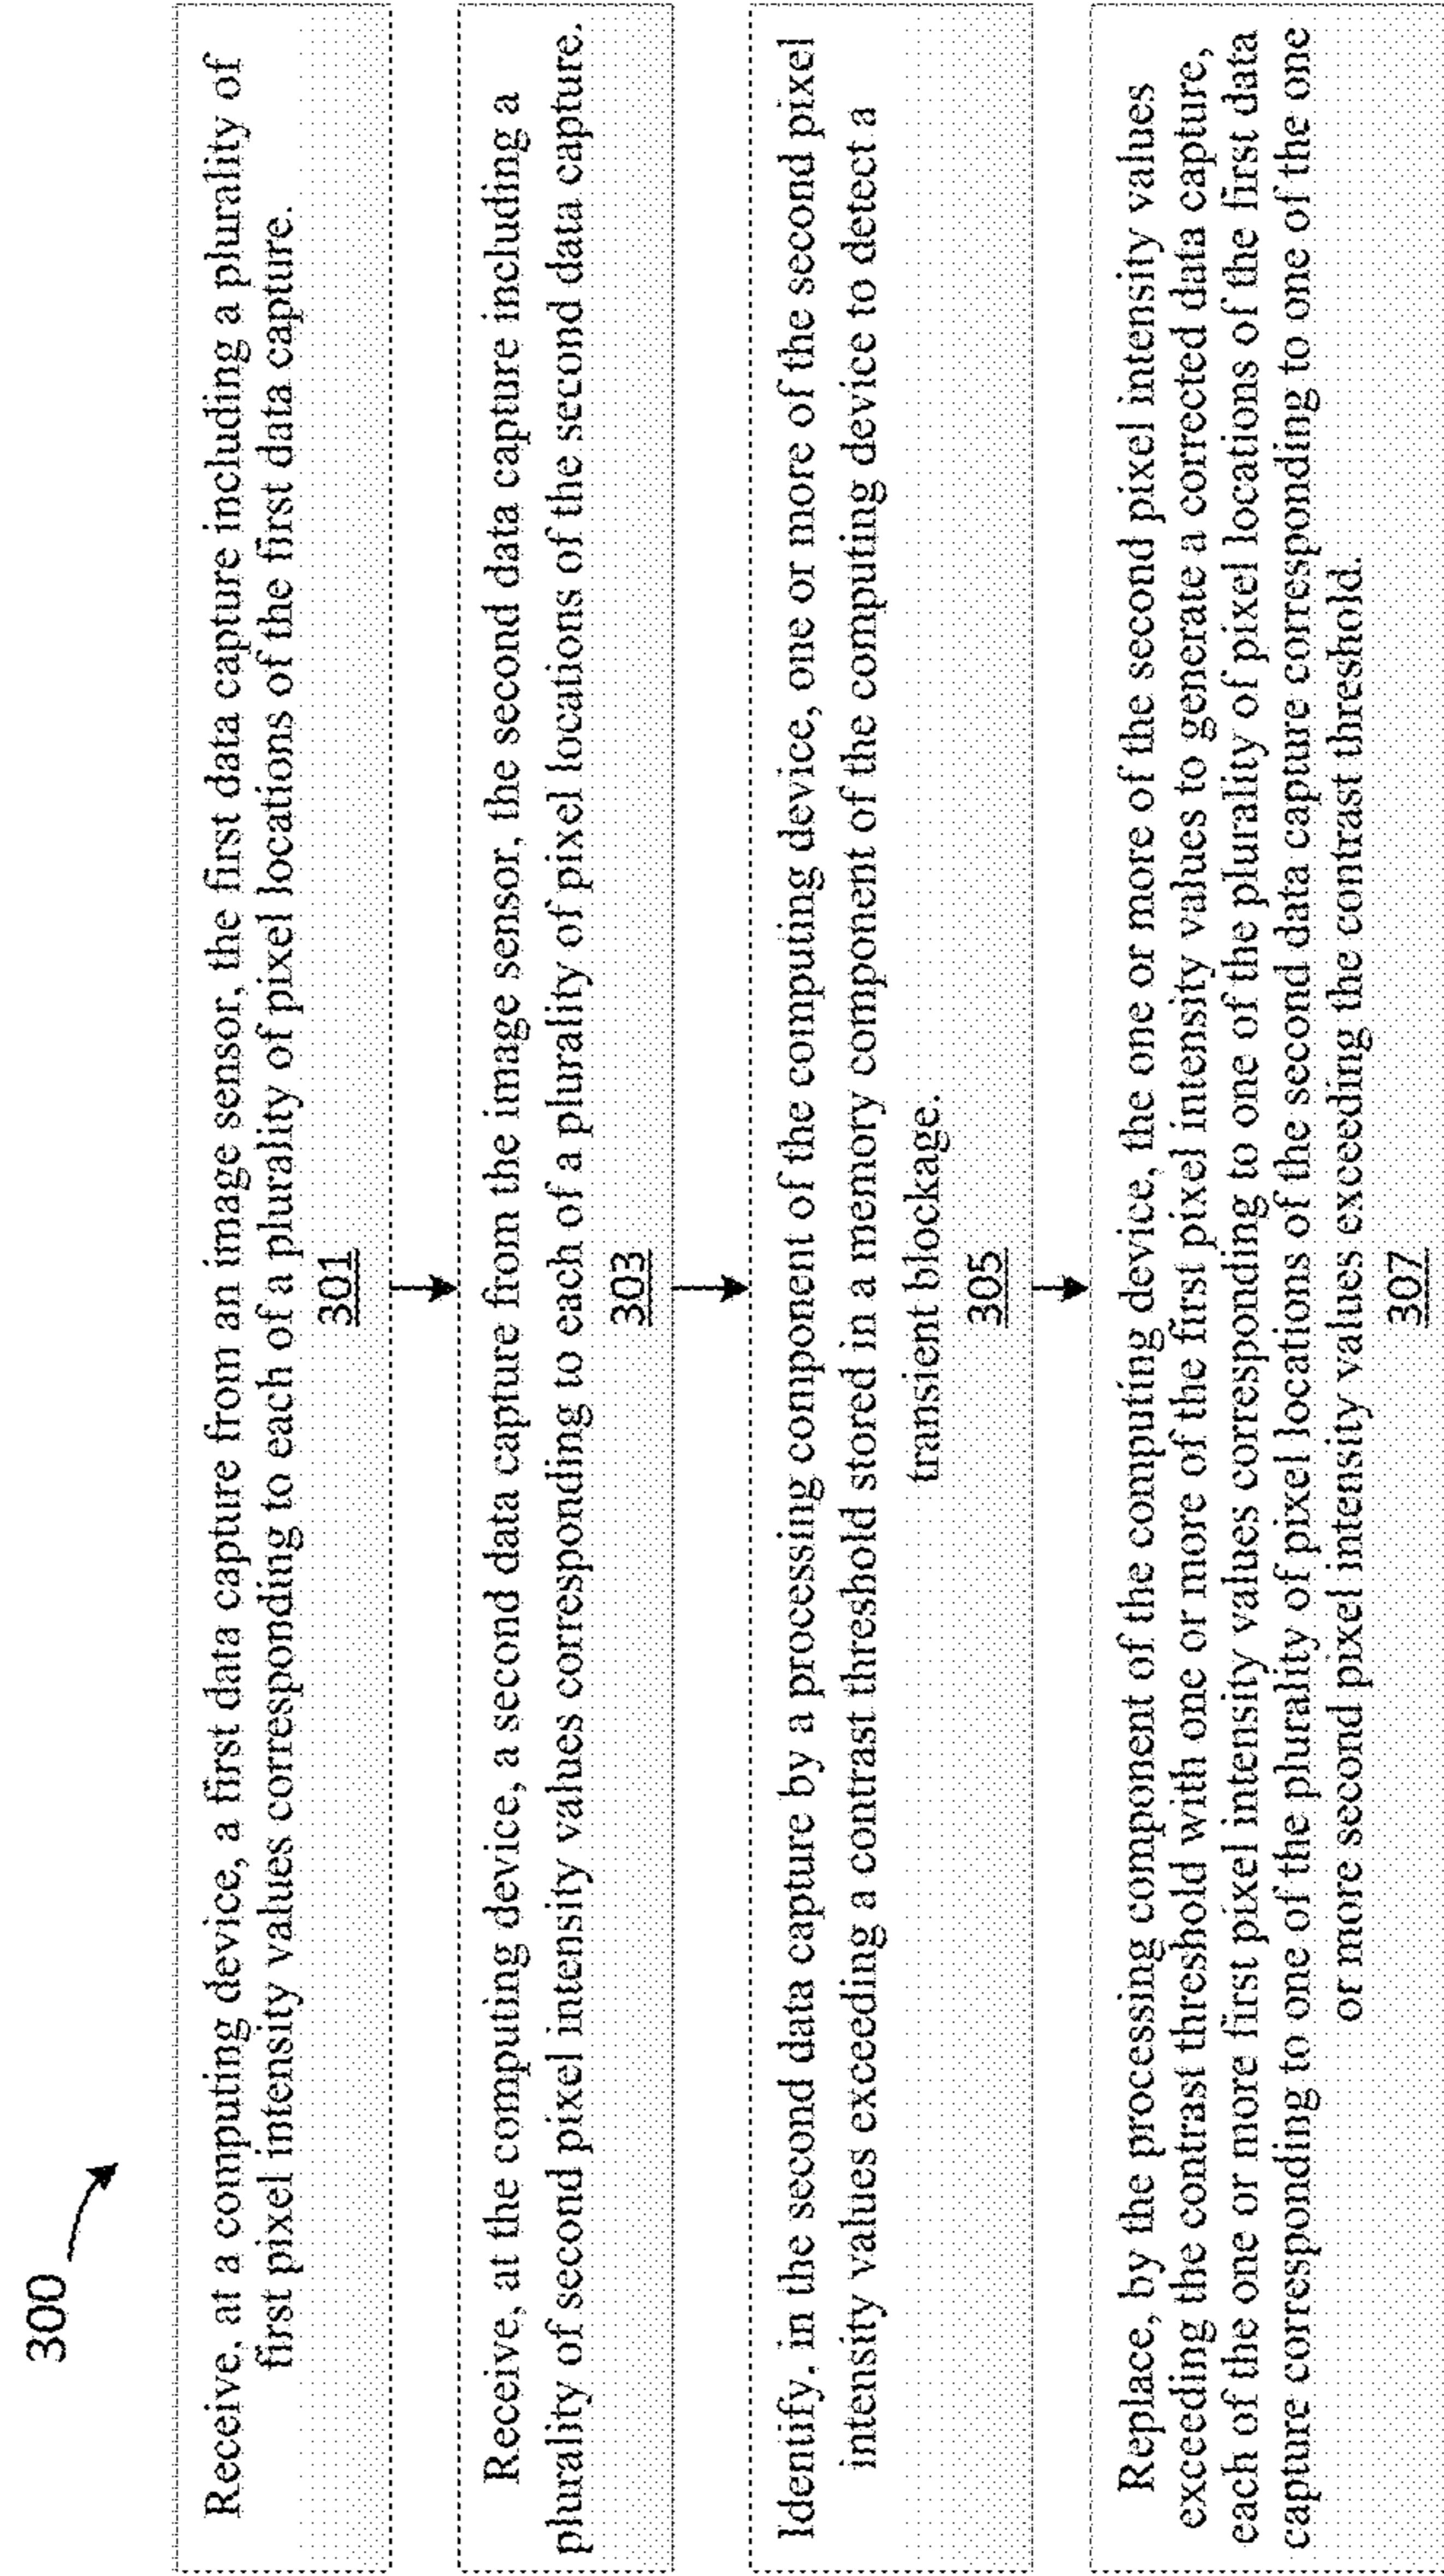 300
Receive, at a computing device, a first data capture from an image sensor, the first data capture including a plurality of
first pixel intensity values corresponding to each of a plurality of pixel locations of the first data capture.
301
Receive, at the computing device, a second data capture from the image sensor, the second data capture including a
plurality of second pixel intensity values corresponding to each of a plurality of pixel locations of the second data capture.
303
Identify, in the second data capture by a processing component of the computing device, one or more of the second pixel
intensity values exceeding a contrast threshold stored in a memory component of the computing device to detect a
transient blockage.
305
Replace, by the processing component of the computing device, the one or more of the second pixel intensity values
exceeding the contrast threshold with one or more of the first pixel intensity values to generate a corrected data capture,
each of the one or more first pixel intensity values corresponding to one of the plurality of pixel locations of the first data
capture corresponding to one of the plurality of pixel locations of the second data capture corresponding to one of the one
or more second pixel intensity values exceeding the contrast threshold.
307